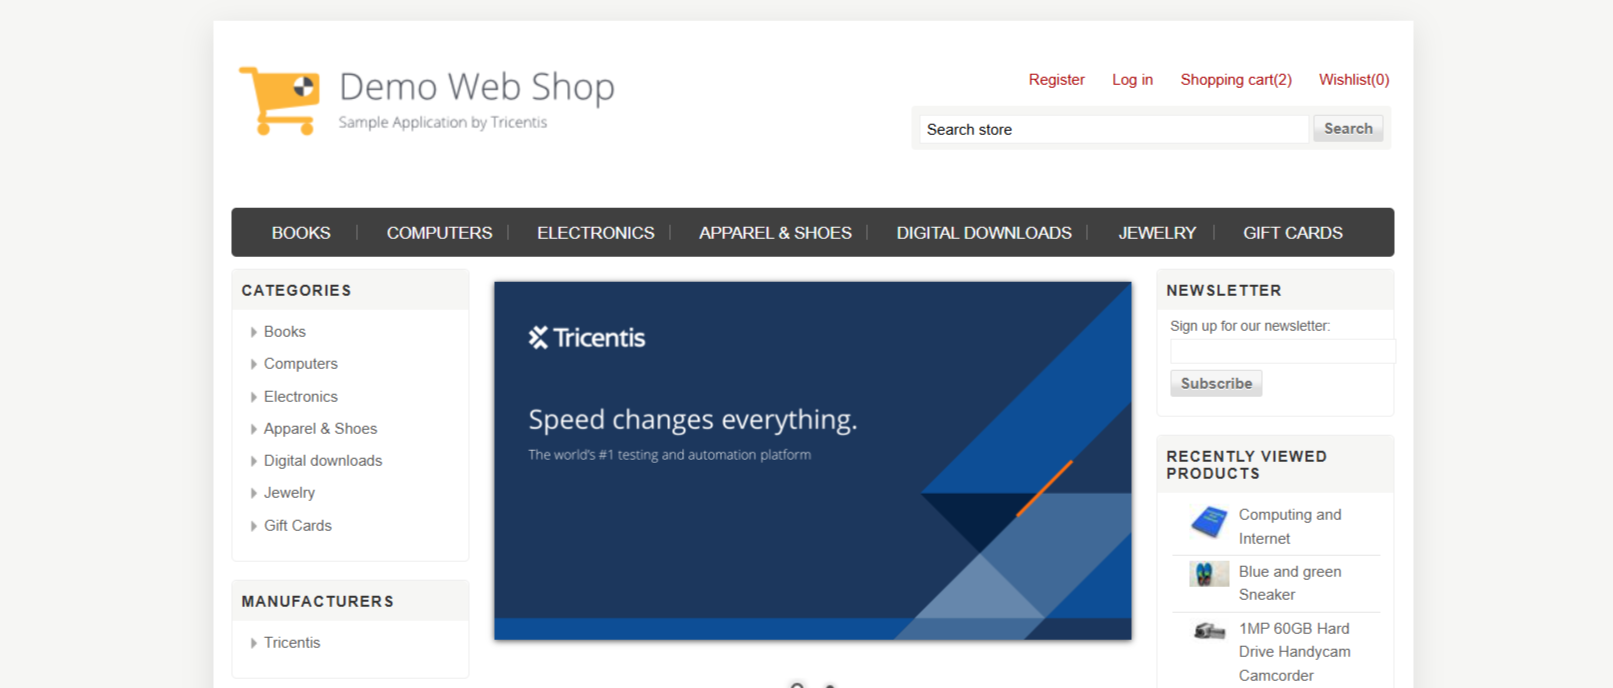 Demo Web Shop
Sample Application by Tricentis
Register Log in Shopping cart(2) Wishlist(0)
Search store Search
BOOKS COMPUTERS ELECTRONICS APPAREL & SHOES DIGITAL DOWNLOADS JEWELRY GIFT CARDS
CATEGORIES
Books
Computers
Electronics
Apparel & Shoes
Digital downloads
Jewelry
Gift Cards
MANUFACTURERS
Tricentis
Tricentis
Speed changes everything.
The world's #1 testing and automation platform
NEWSLETTER
Sign up for our newsletter:
Subscribe
RECENTLY VIEWED
PRODUCTS
Computing and
Internet
Blue and green
Sneaker
1MP 60GB Hard
Drive Handycam
Camcorder